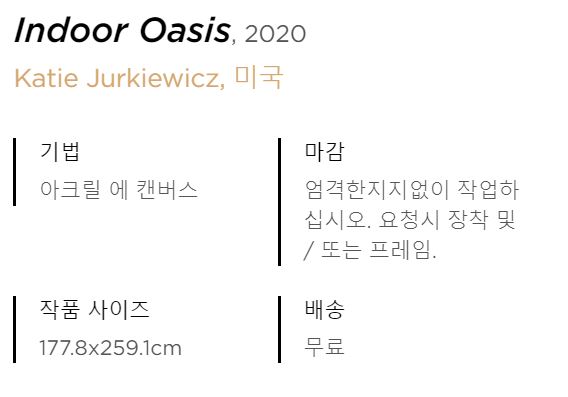 Indoor Oasis, 2020
Katie Jurkiewicz, 미국
기법
아크릴 에 캔버스
마감
엄격한지지없이 작업하
십시오. 요청시 장착 및
/ 또는 프레임.
작품 사이즈
177.8x259.1cm
배송
무료